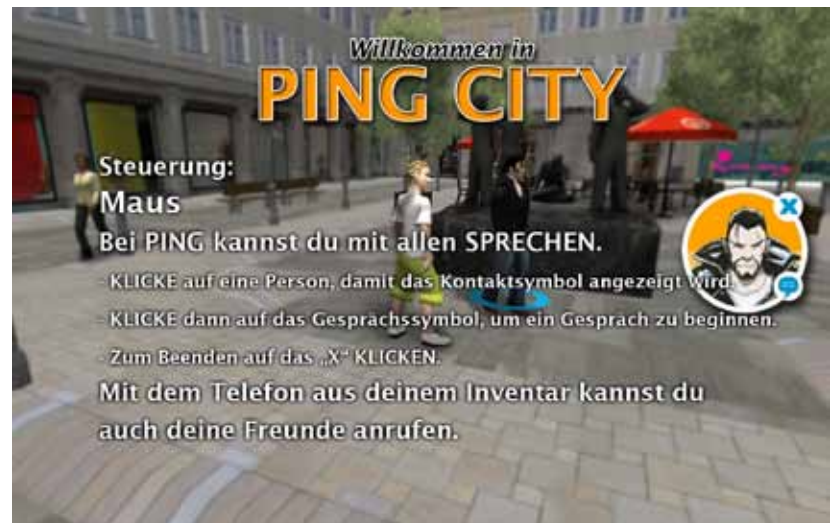 Willkommen in
PING CITY
Steuerung:
Maus
Bei PING kannst du mit allen SPRECHEN.
- KLICKE auf eine Person, damit das Kontaktsymbol angezeigt wird.
- KLICKE dann auf das Gesprächssymbol, um ein Gespräch zu beginnen.
- Zum Beenden auf das „X“ KLICKEN.
Mit dem Telefon aus deinem Inventar kannst du
auch deine Freunde anrufen.